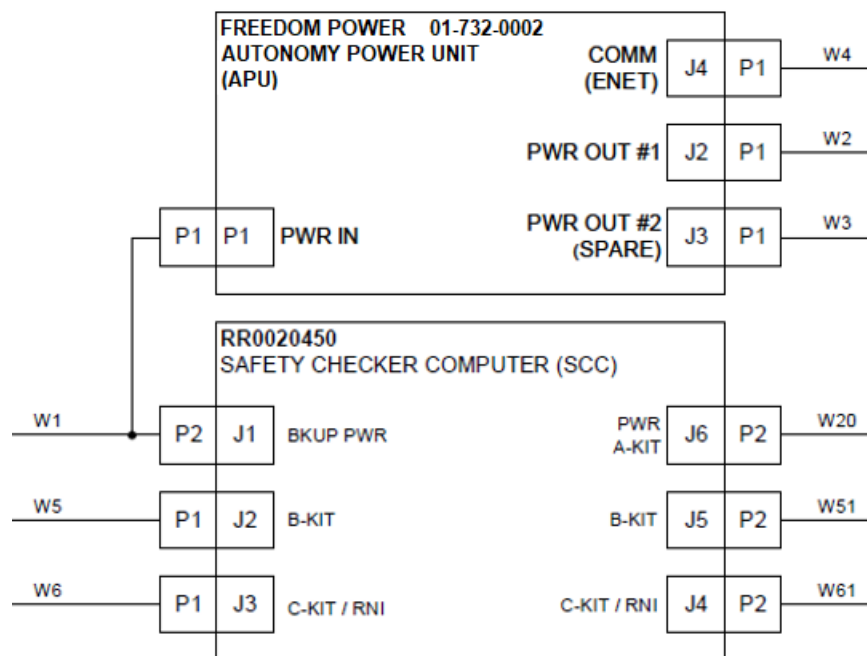 FREEDOM POWER 01-732-0002
AUTONOMY POWER UNIT
(APU)
COMM
(ENET)
J4
P1
W4
PWR OUT #1
J2
P1
W2
P1
P1
PWR IN
PWR OUT #2
(SPARE)
J3
P1
W3
RR0020450
SAFETY CHECKER COMPUTER (SCC)
W1
P2
J1
BKUP PWR
PWR
A-KIT
J6
P2
W20
W5
P1
J2
B-KIT
B-KIT
J5
P2
W51
W6
P1
J3
C-KIT / RNI
C-KIT / RNI
J4
P2
W61